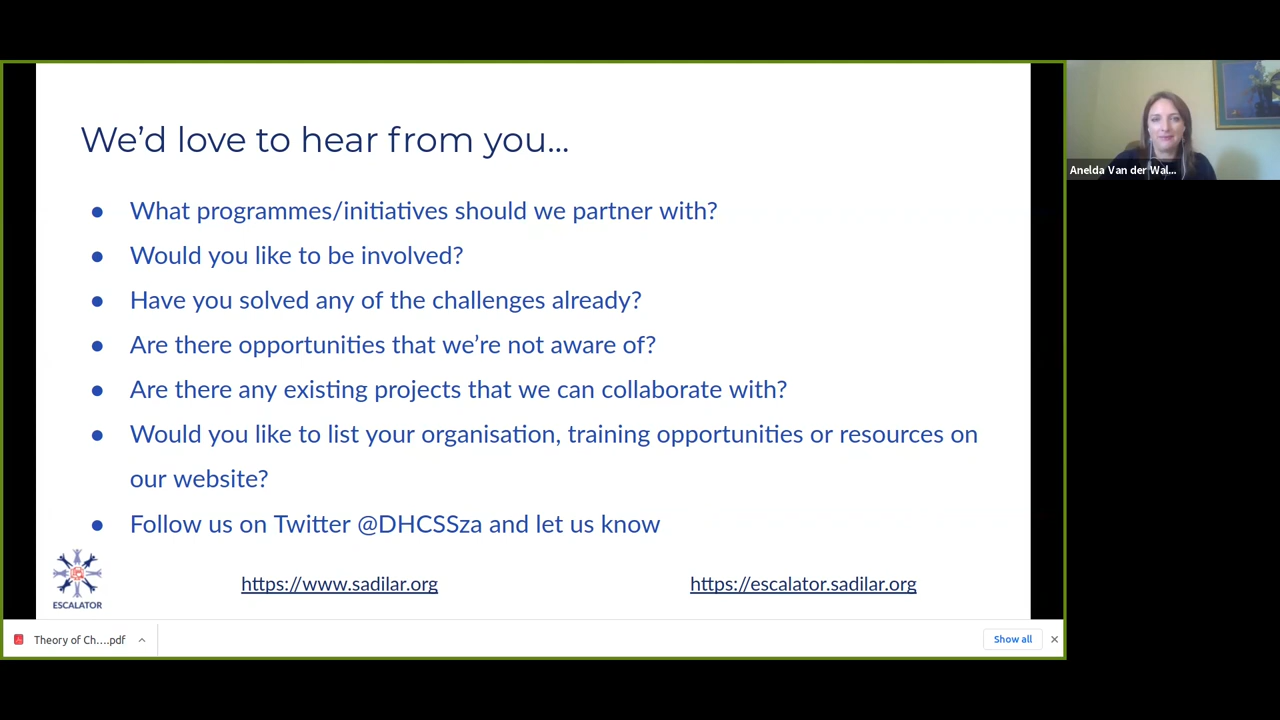 We'd love to hear from you...
● What programmes/initiatives should we partner with?
● Would you like to be involved?
● Have you solved any of the challenges already?
● Are there opportunities that we're not aware of?
● Are there any existing projects that we can collaborate with?
● Would you like to list your organisation, training opportunities or resources on
our website?
● Follow us on Twitter @DHCSSza and let us know
https://www.sadilar.org
https://escalator.sadilar.org
ESCALATOR
Theory of Ch....pdf
Show all
Anelda Van der Wal...